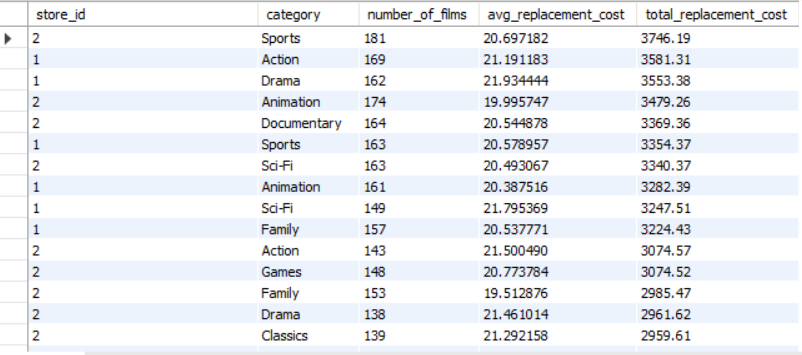 store_id category number_of_films avg_replacement_cost total_replacement_cost
2 Sports 181 20.697182 3746.19
1 Action 169 21.191183 3581.31
1 Drama 162 21.934444 3553.38
2 Animation 174 19.995747 3479.26
2 Documentary 164 20.544878 3369.36
1 Sports 163 20.578957 3354.37
2 Sci-Fi 163 20.493067 3340.37
1 Animation 161 20.387516 3282.39
1 Sci-Fi 149 21.795369 3247.51
1 Family 157 20.537771 3224.43
2 Action 143 21.500490 3074.57
2 Games 148 20.773784 3074.52
2 Family 153 19.512876 2985.47
2 Drama 138 21.461014 2961.62
2 Classics 139 21.292158 2959.61